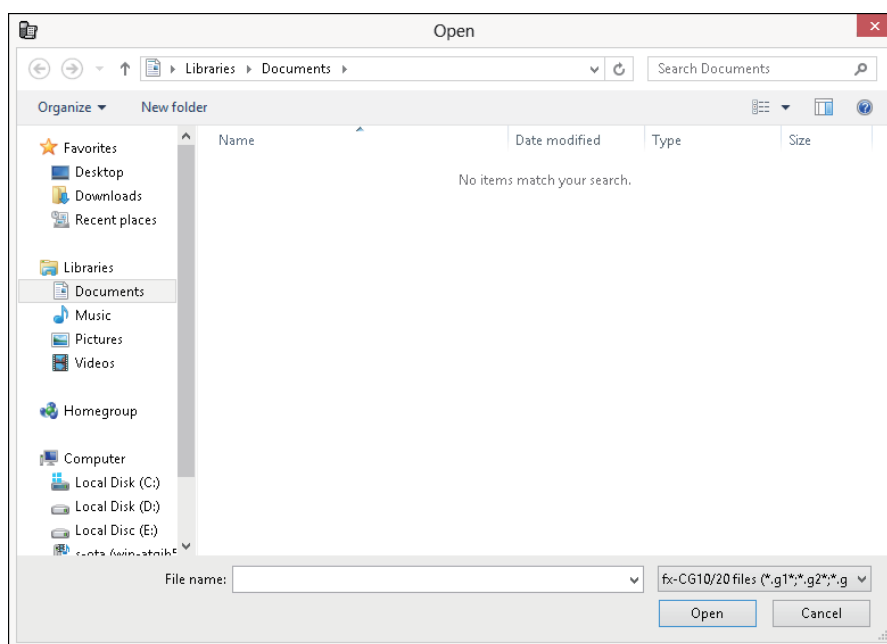 Open
Libraries Documents
Search Documents
Organize New folder
Name Date modified Type Size
No items match your search.
Favorites
Desktop
Downloads
Recent places
Libraries
Documents
Music
Pictures
Videos
Homegroup
Computer
Local Disk (C:)
Local Disk (D:)
Local Disc (E:)
File name:
fx-CG10/20 files (*.g1*;*.g2*;*.g
Open Cancel